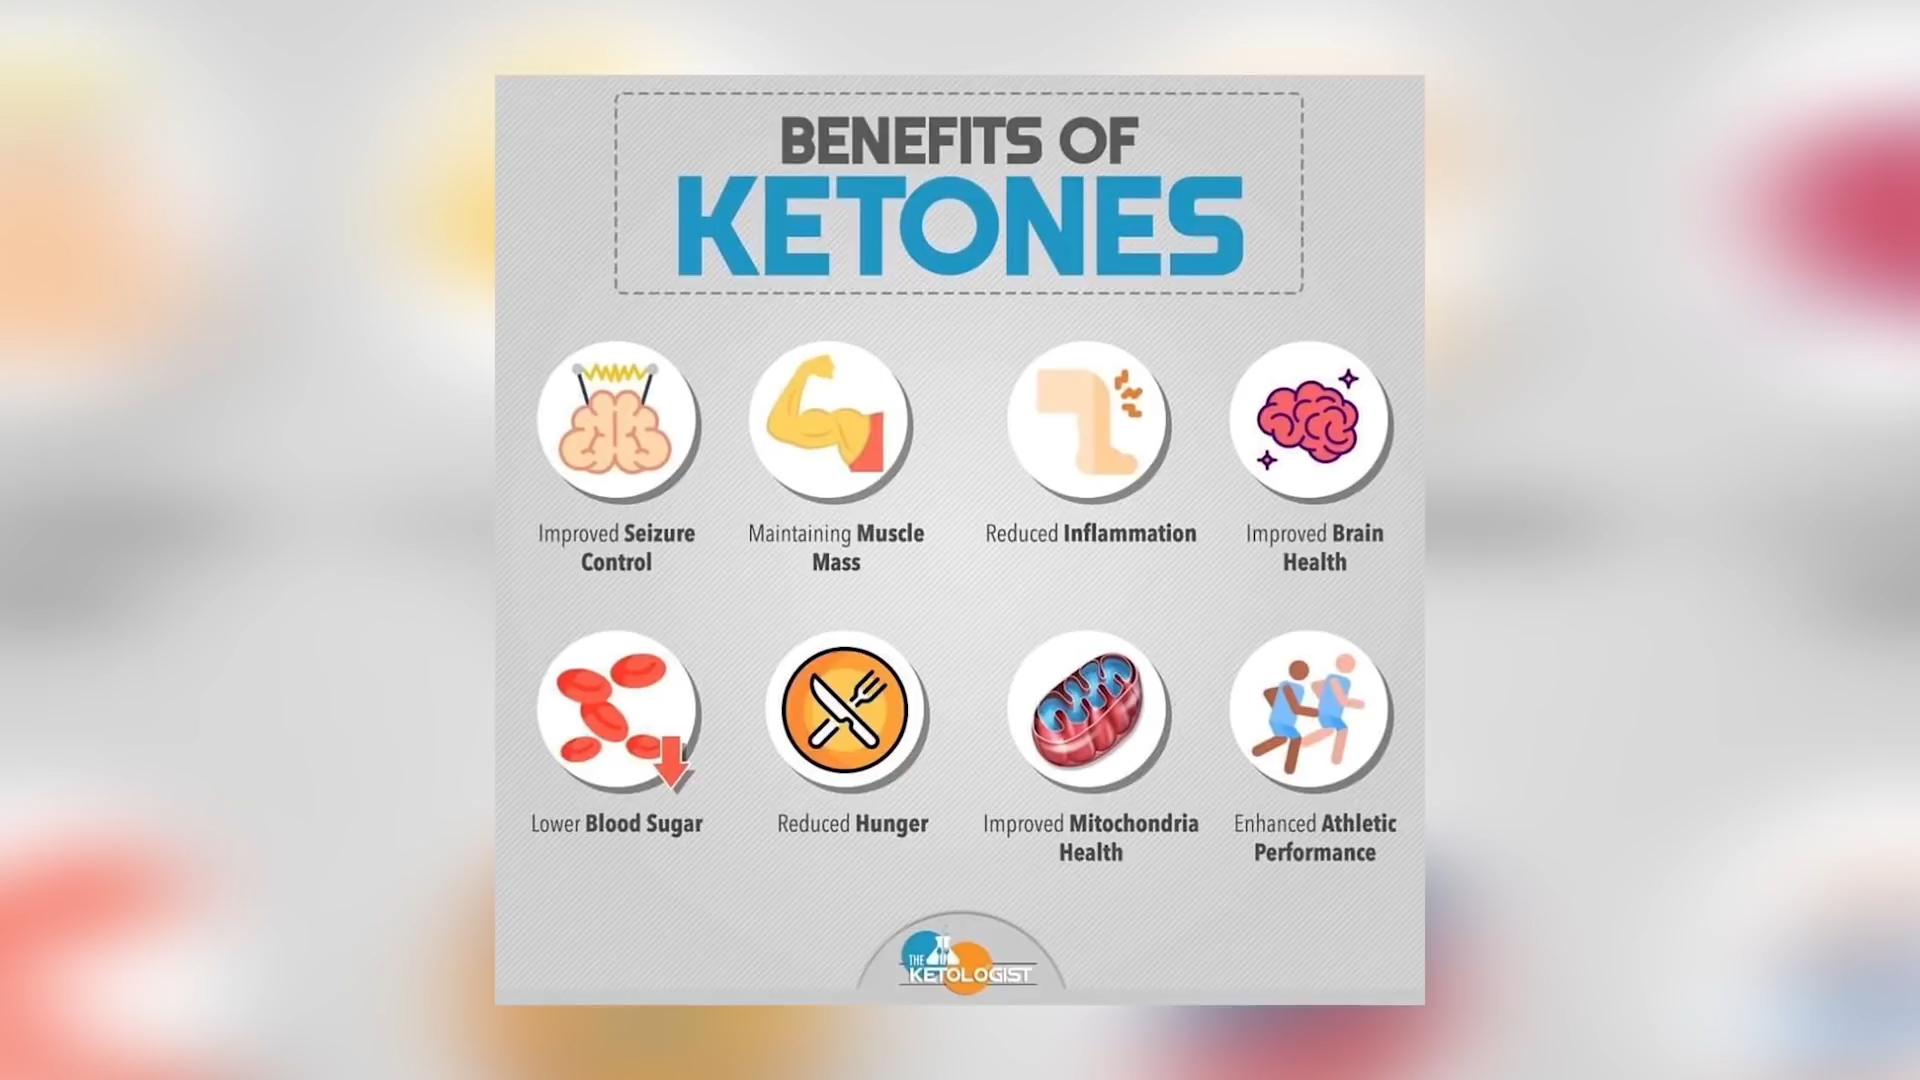 BENEFITS OF
KETONES
Improved Seizure
Control
Maintaining Muscle
Mass
Reduced Inflammation
Improved Brain
Health
Lower Blood Sugar
Reduced Hunger
Improved Mitochondria
Health
Enhanced Athletic
Performance
THE
KETOLOGIST